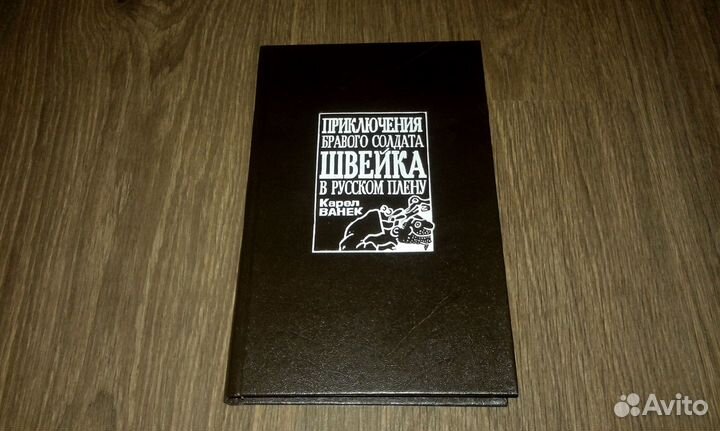 ПРИКЛЮЧЕНИЯ
БРАВОГО СОЛДАТА
ШВЕЙКА
В РУССКОМ ПЛЕНУ
Карел
ВАНЕК
Avito